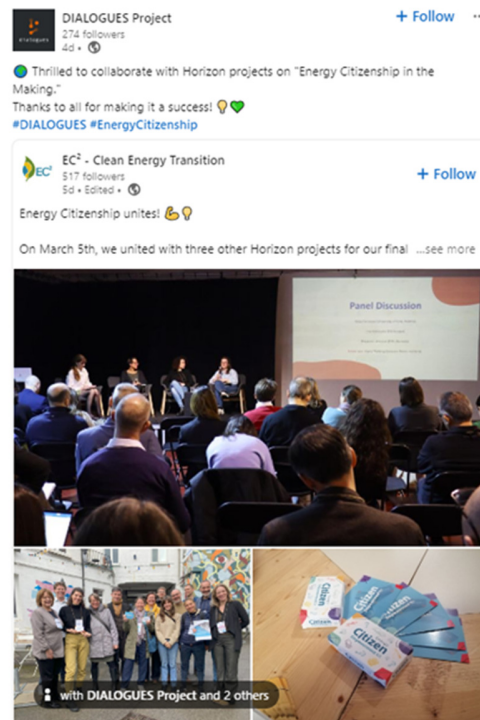 DIALOGUES Project
+ Follow
274 followers
4d •
Thrilled to collaborate with Horizon projects on "Energy Citizenship in the
Making."
Thanks to all for making it a success!
#DIALOGUES #EnergyCitizenship
EC²
EC² - Clean Energy Transition
+ Follow
517 followers
5d • Edited •
Energy Citizenship unites!
On March 5th, we united with three other Horizon projects for our final ...see more
Panel Discussion
Citizen
Citizen
Citizen
Citizen
with DIALOGUES Project and 2 others